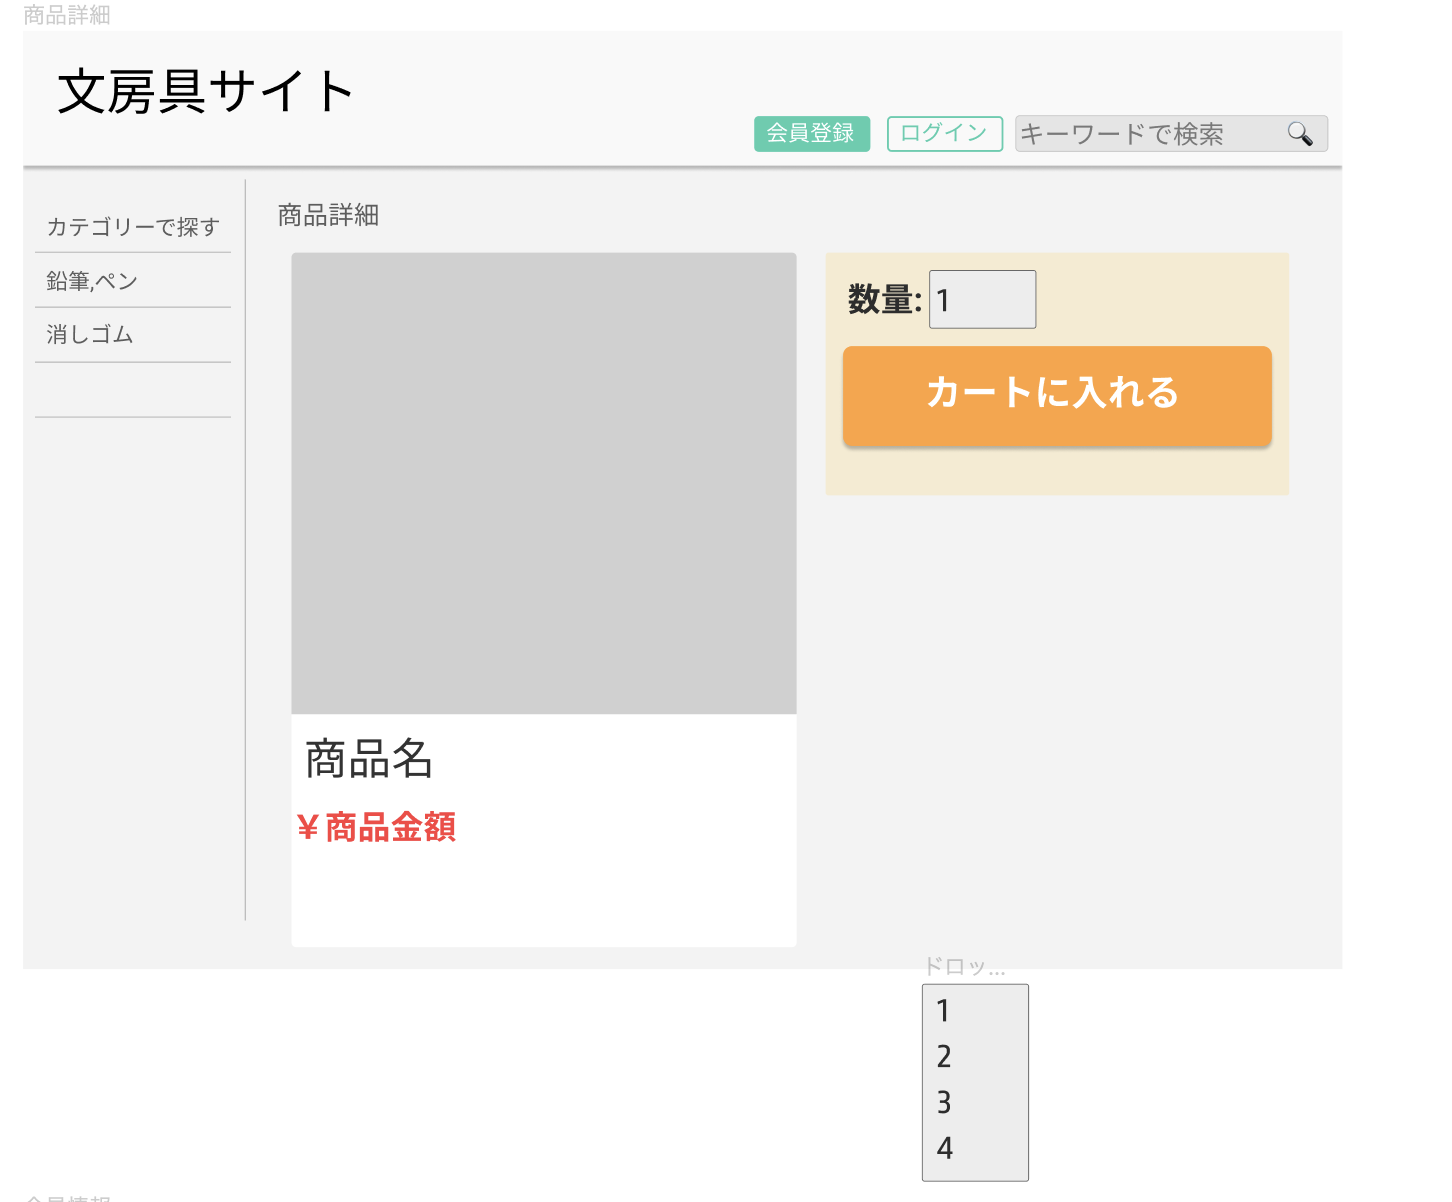 商品詳細
文房具サイト
会員登録
ログイン
キーワードで検索
カテゴリーで探す
鉛筆,ペン
消しゴム
商品詳細
数量: 1
カートに入れる
商品名
¥ 商品金額
ドロッ...
1
2
3
4